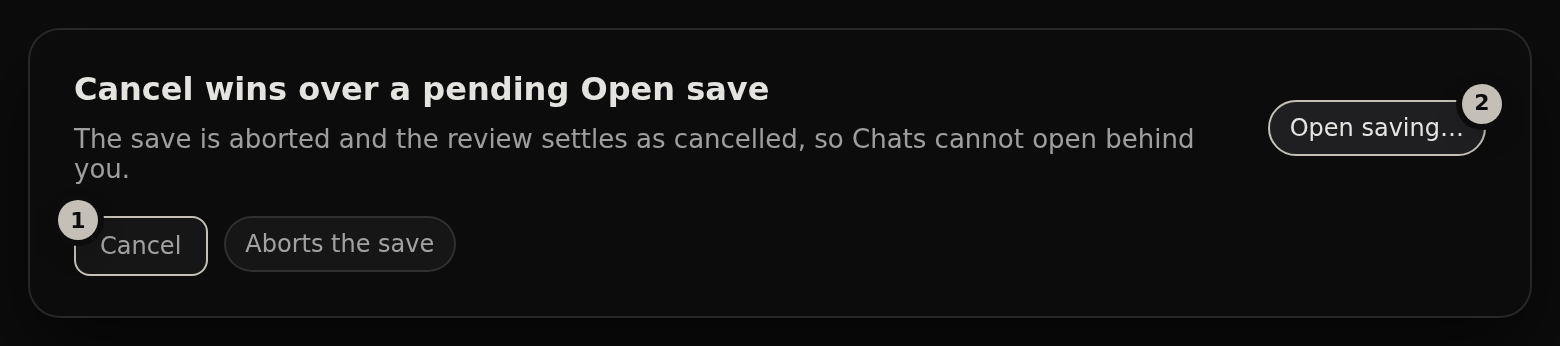 Cancel wins over a pending Open save
The save is aborted and the review settles as cancelled, so Chats cannot open behind
you.
2
Open saving...
1
Cancel
Aborts the save